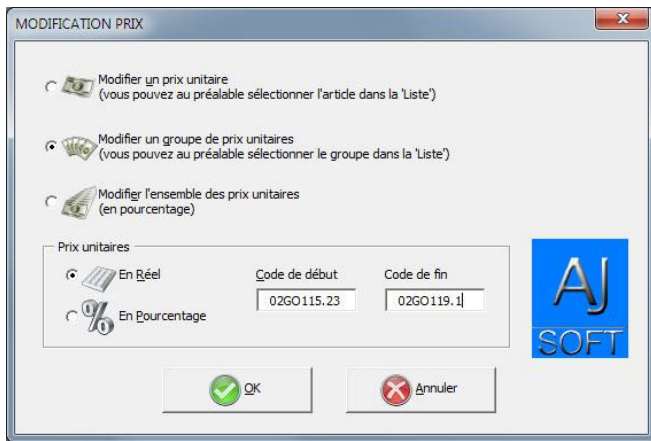 MODIFICATION PRIX
Modifier un prix unitaire
(vous pouvez au préalable sélectionner l'article dans la 'Liste')
Modifier un groupe de prix unitaires
(vous pouvez au préalable sélectionner le groupe dans la 'Liste')
Modifier l'ensemble des prix unitaires
(en pourcentage)
Prix unitaires
En Réel
Code de début
Code de fin
02GO115.23
02GO119.1
En Pourcentage
AJ
SOFT
OK
Annuler